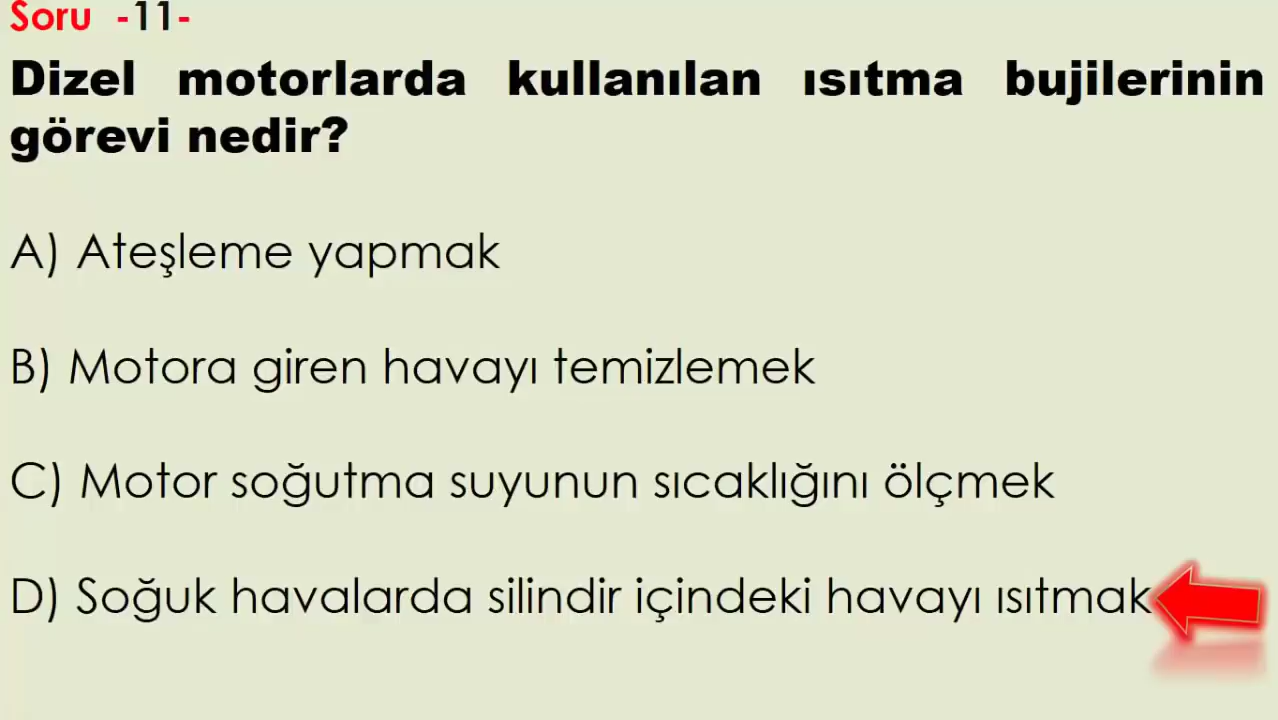 Soru -11-
Dizel motorlarda kullanılan ısıtma bujilerinin
görevi nedir?
A) Ateşleme yapmak
B) Motora giren havayı temizlemek
C) Motor soğutma suyunun sıcaklığını ölçmek
D) Soğuk havalarda silindir içindeki havayı ısıtmak